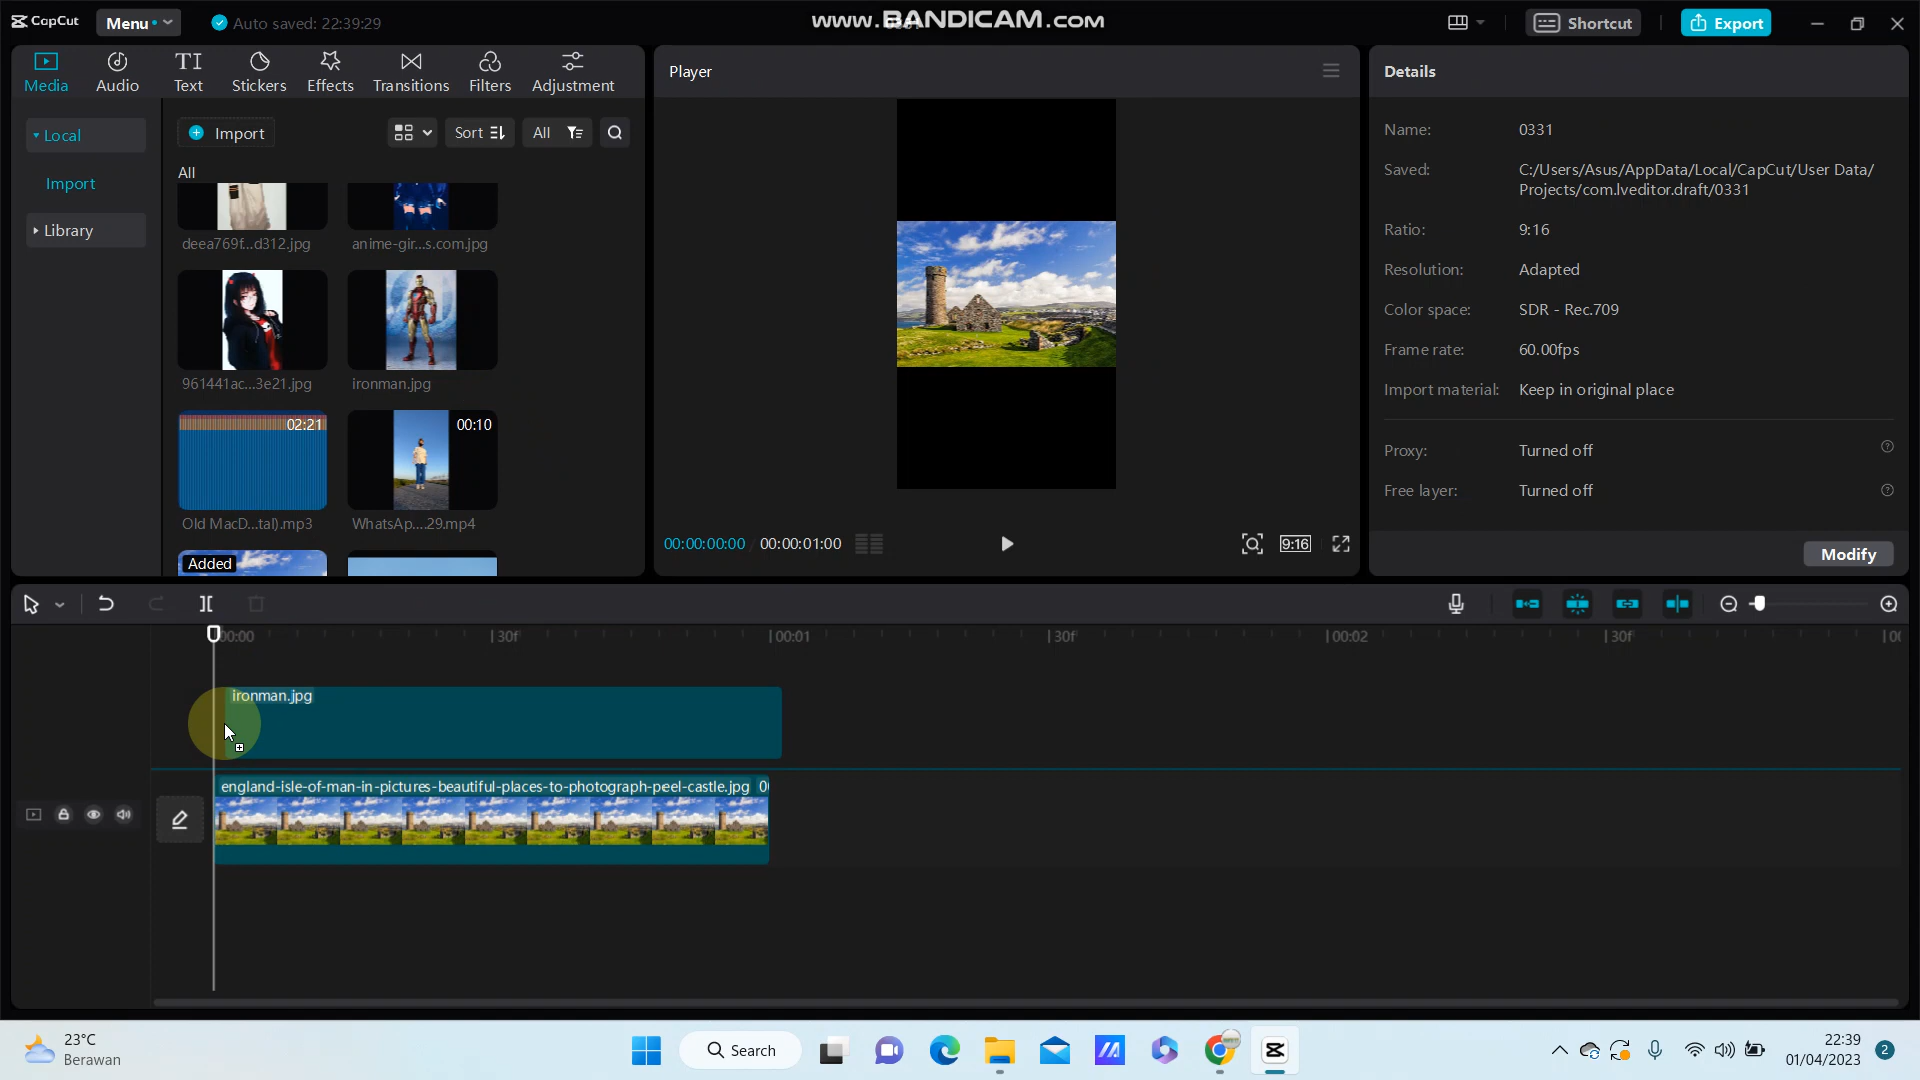 CapCut
Menu
Auto saved: 22:39:29
www.BANDICAM.com
Shortcut
Export
Media
Audio
Text
Stickers
Effects
Transitions
Filters
Adjustment
Local
Import
Library
Import
Sort
All
All
deea769f...d312.jpg
anime-gir...s.com.jpg
961441ac...3e21.jpg
ironman.jpg
02:21
00:10
Old MacD...tal).mp3
WhatsAp....29.mp4
Added
Player
00:00:00:00
00:00:01:00
9:16
Details
Name: 0331
Saved: C:/Users/Asus/AppData/Local/CapCut/User Data/
Projects/com.lveditor.draft/0331
Ratio: 9:16
Resolution: Adapted
Color space: SDR - Rec.709
Frame rate: 60.00fps
Import material: Keep in original place
Proxy: Turned off
Free layer: Turned off
Modify
00:00
30f
00:01
30f
00:02
30f
ironman.jpg
england-isle-of-man-in-pictures-beautiful-places-to-photograph-peel-castle.jpg
23°C
Berawan
Search
22:39
01/04/2023
2